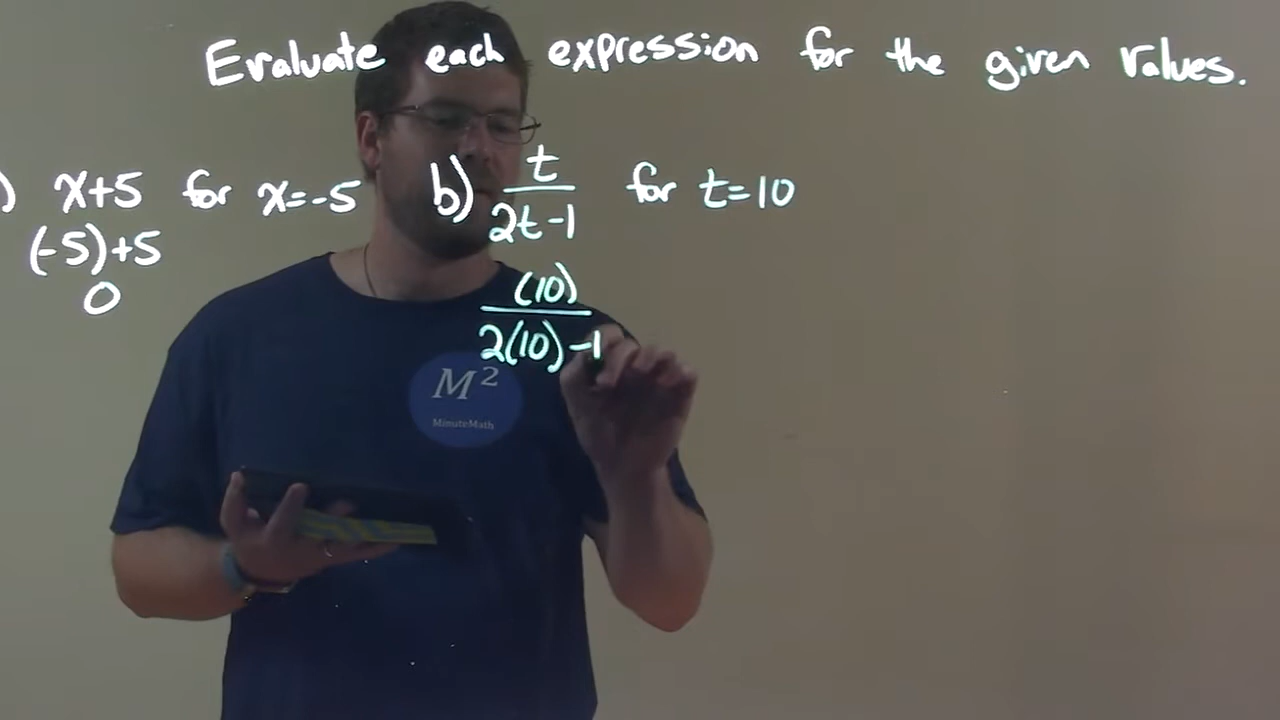 Evaluate each expression for the given values.
) x+5 for x=-5
(-5)+5
0
b) t/(2t-1) for t=10
(10)/(2(10)-1
M²
MinuteMath